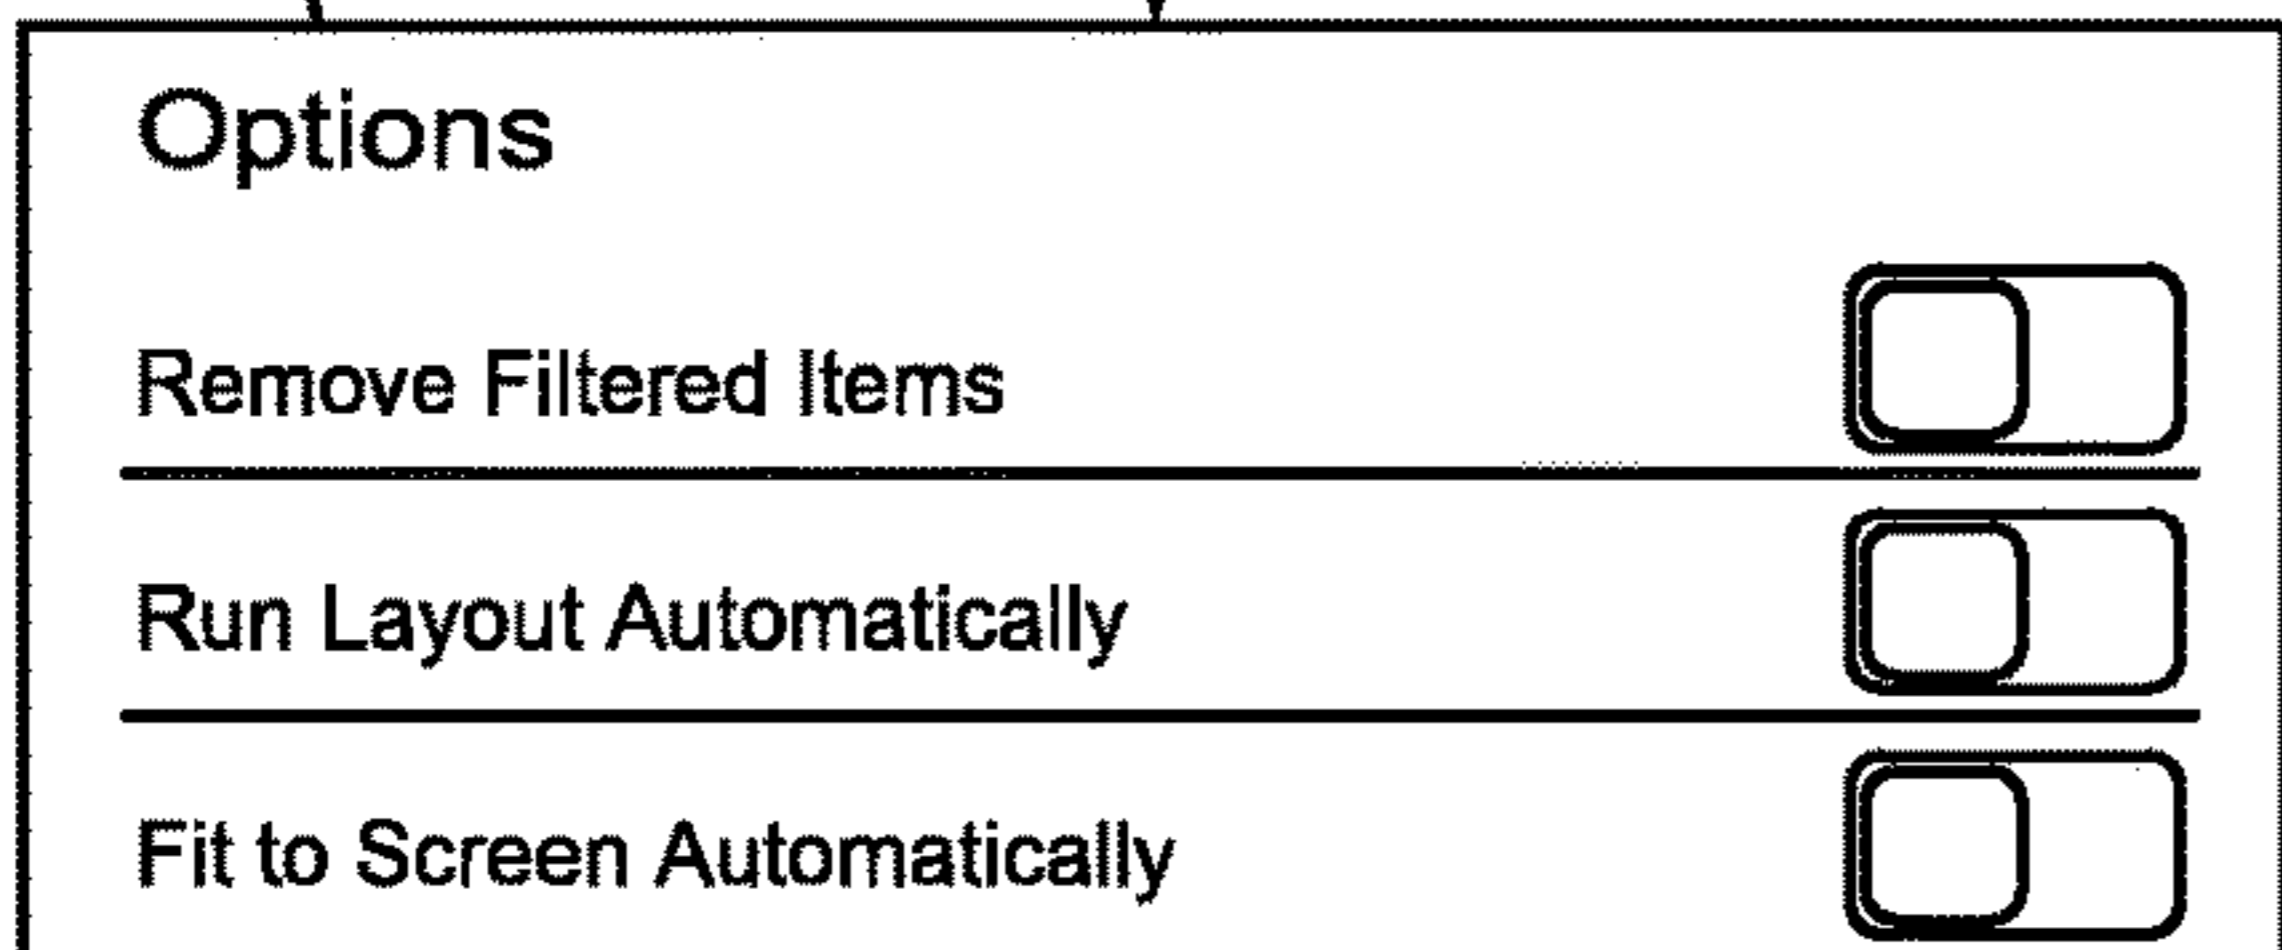 Options
Remove Filtered Items
Run Layout Automatically
Fit to Screen Automatically